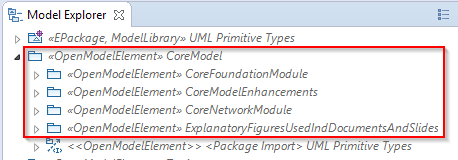 Model Explorer
«EPackage, ModelLibrary» UML Primitive Types
«OpenModelElement» CoreModel
«OpenModelElement» CoreFoundationModule
«OpenModelElement» CoreModelEnhancements
«OpenModelElement» CoreNetworkModule
«OpenModelElement» ExplanatoryFiguresUsedIndDocumentsAndSlides
<<OpenModelElement>> <Package Import> UML Primitive Types